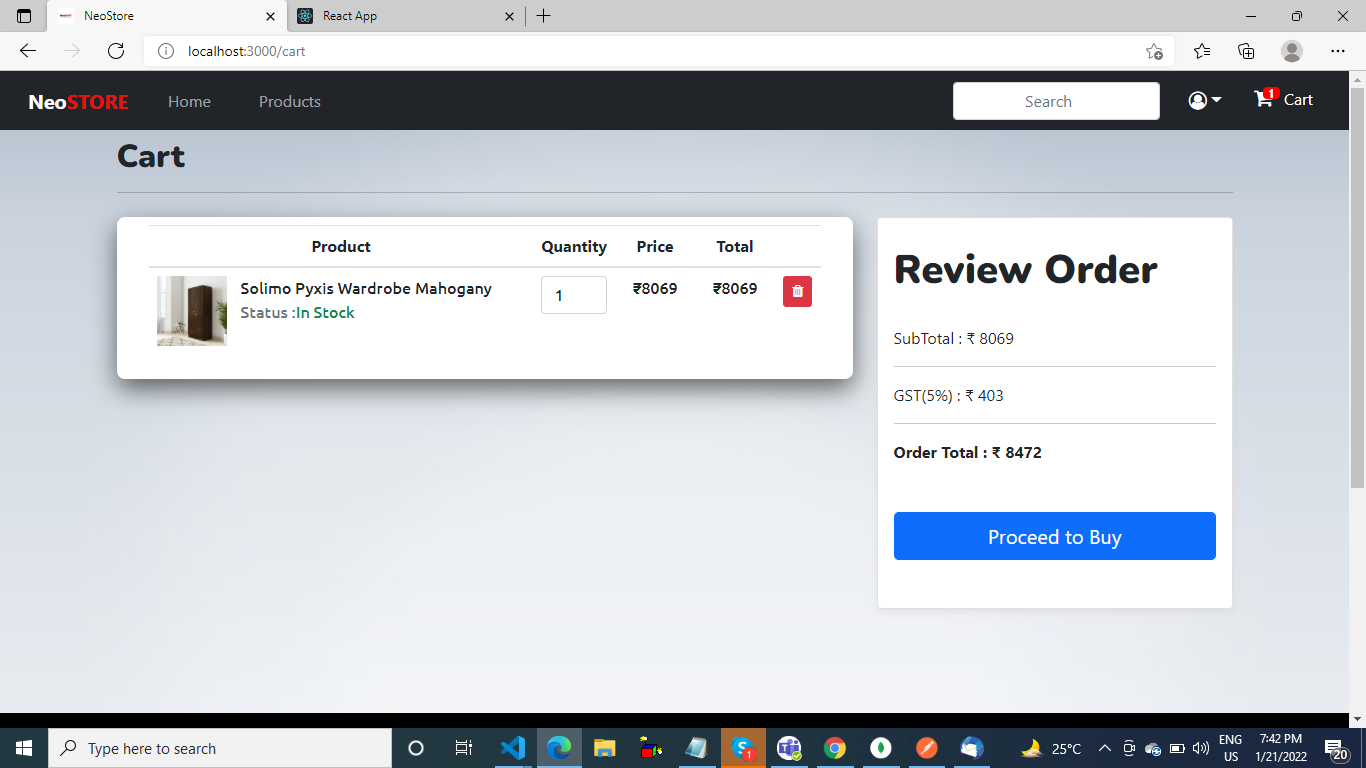 NeoStore
React App
localhost:3000/cart
NeoSTORE
Home
Products
Search
1
Cart
Cart
Product
Quantity
Price
Total
Solimo Pyxis Wardrobe Mahogany
Status :In Stock
1
₹8069
₹8069
Review Order
SubTotal : ₹ 8069
GST(5%) : ₹ 403
Order Total : ₹ 8472
Proceed to Buy
Type here to search
S
1
25°C
ENG
US
7:42 PM
1/21/2022
20